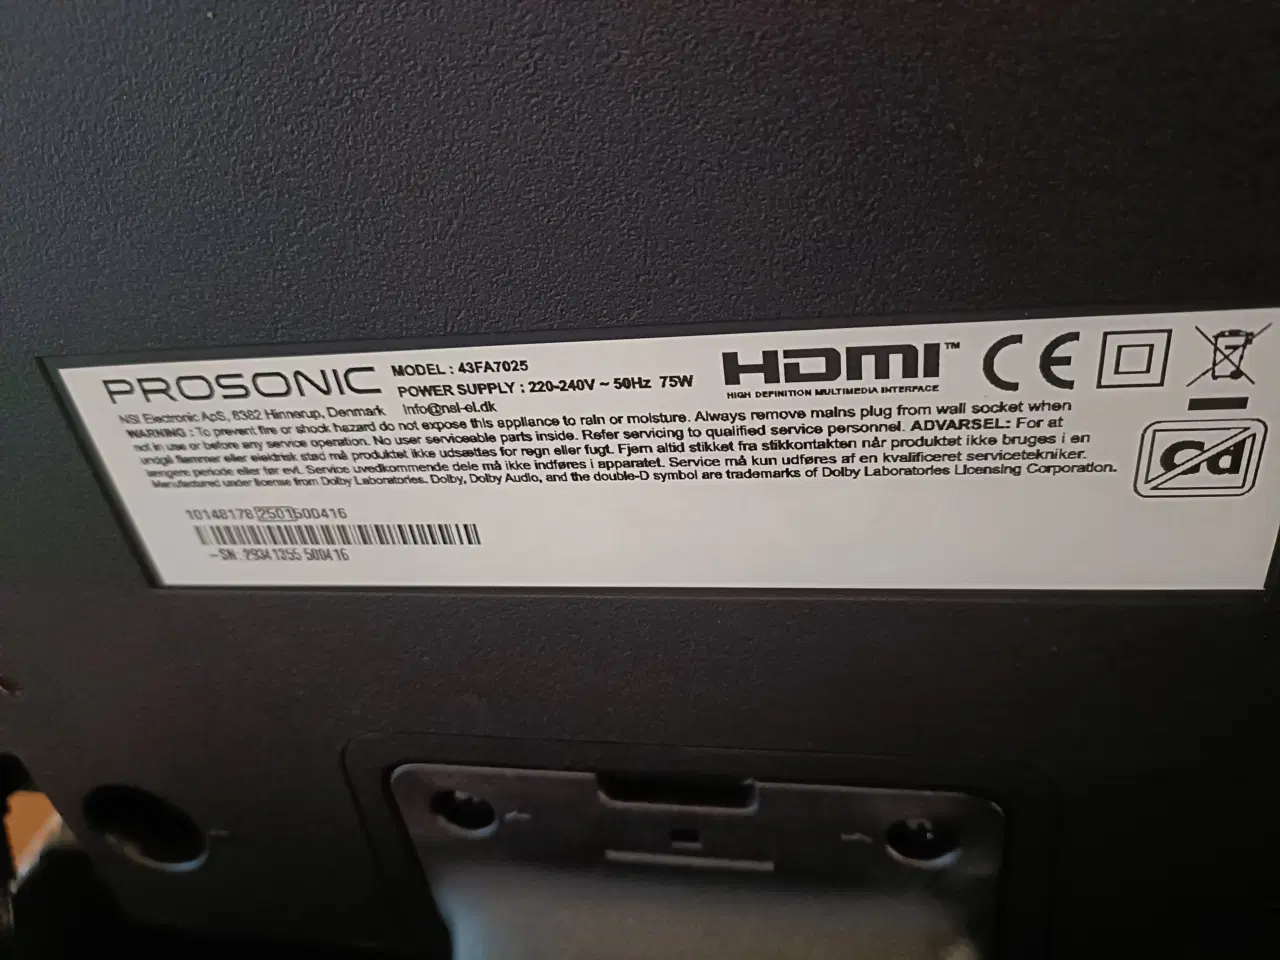 PROSONIC
MODEL : 43FA7025
POWER SUPPLY : 220-240V ~ 50Hz 75W
HDMI™
HIGH DEFINITION MULTIMEDIA INTERFACE
CE
NSI Electronic ApS, 8382 Hinnerup, Denmark Info@nsi-el.dk
WARNING : To prevent fire or shock hazard do not expose this appliance to rain or moisture. Always remove mains plug from wall socket when
not in use or before any service operation. No user serviceable parts inside. Refer servicing to qualified service personnel. ADVARSEL: For at
undgå flammer eller elektrisk stød må produktet ikke udsættes for regn eller fugt. Fjern altid stikket fra stikkontakten når produktet ikke bruges i en
længere periode eller før evt. Service uvedkommende dele må ikke indføres i apparatet. Service må kun udføres af en kvalificeret servicetekniker.
Manufactured under license from Dolby Laboratories. Dolby, Dolby Audio, and the double-D symbol are trademarks of Dolby Laboratories Licensing Corporation.
Pb
10148178 2501500416
SN: 29341355 500416